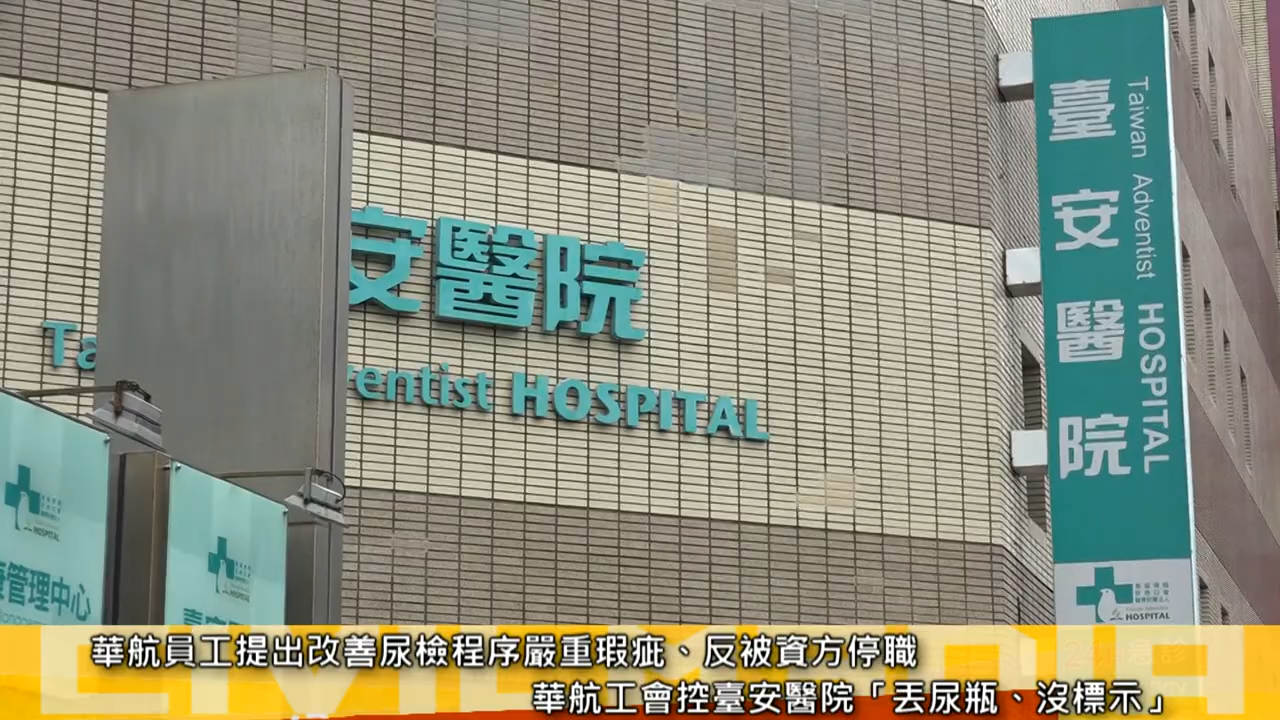 安醫院
Ta
ventist HOSPITAL
臺安醫院
Taiwan Adventist HOSPITAL
HOSPITAL
HOSPITAL
管理中心
HOSPITAL
華航員工提出改善尿檢程序嚴重瑕疵、反被資方停職
華航工會控臺安醫院「丟尿瓶、沒標示」